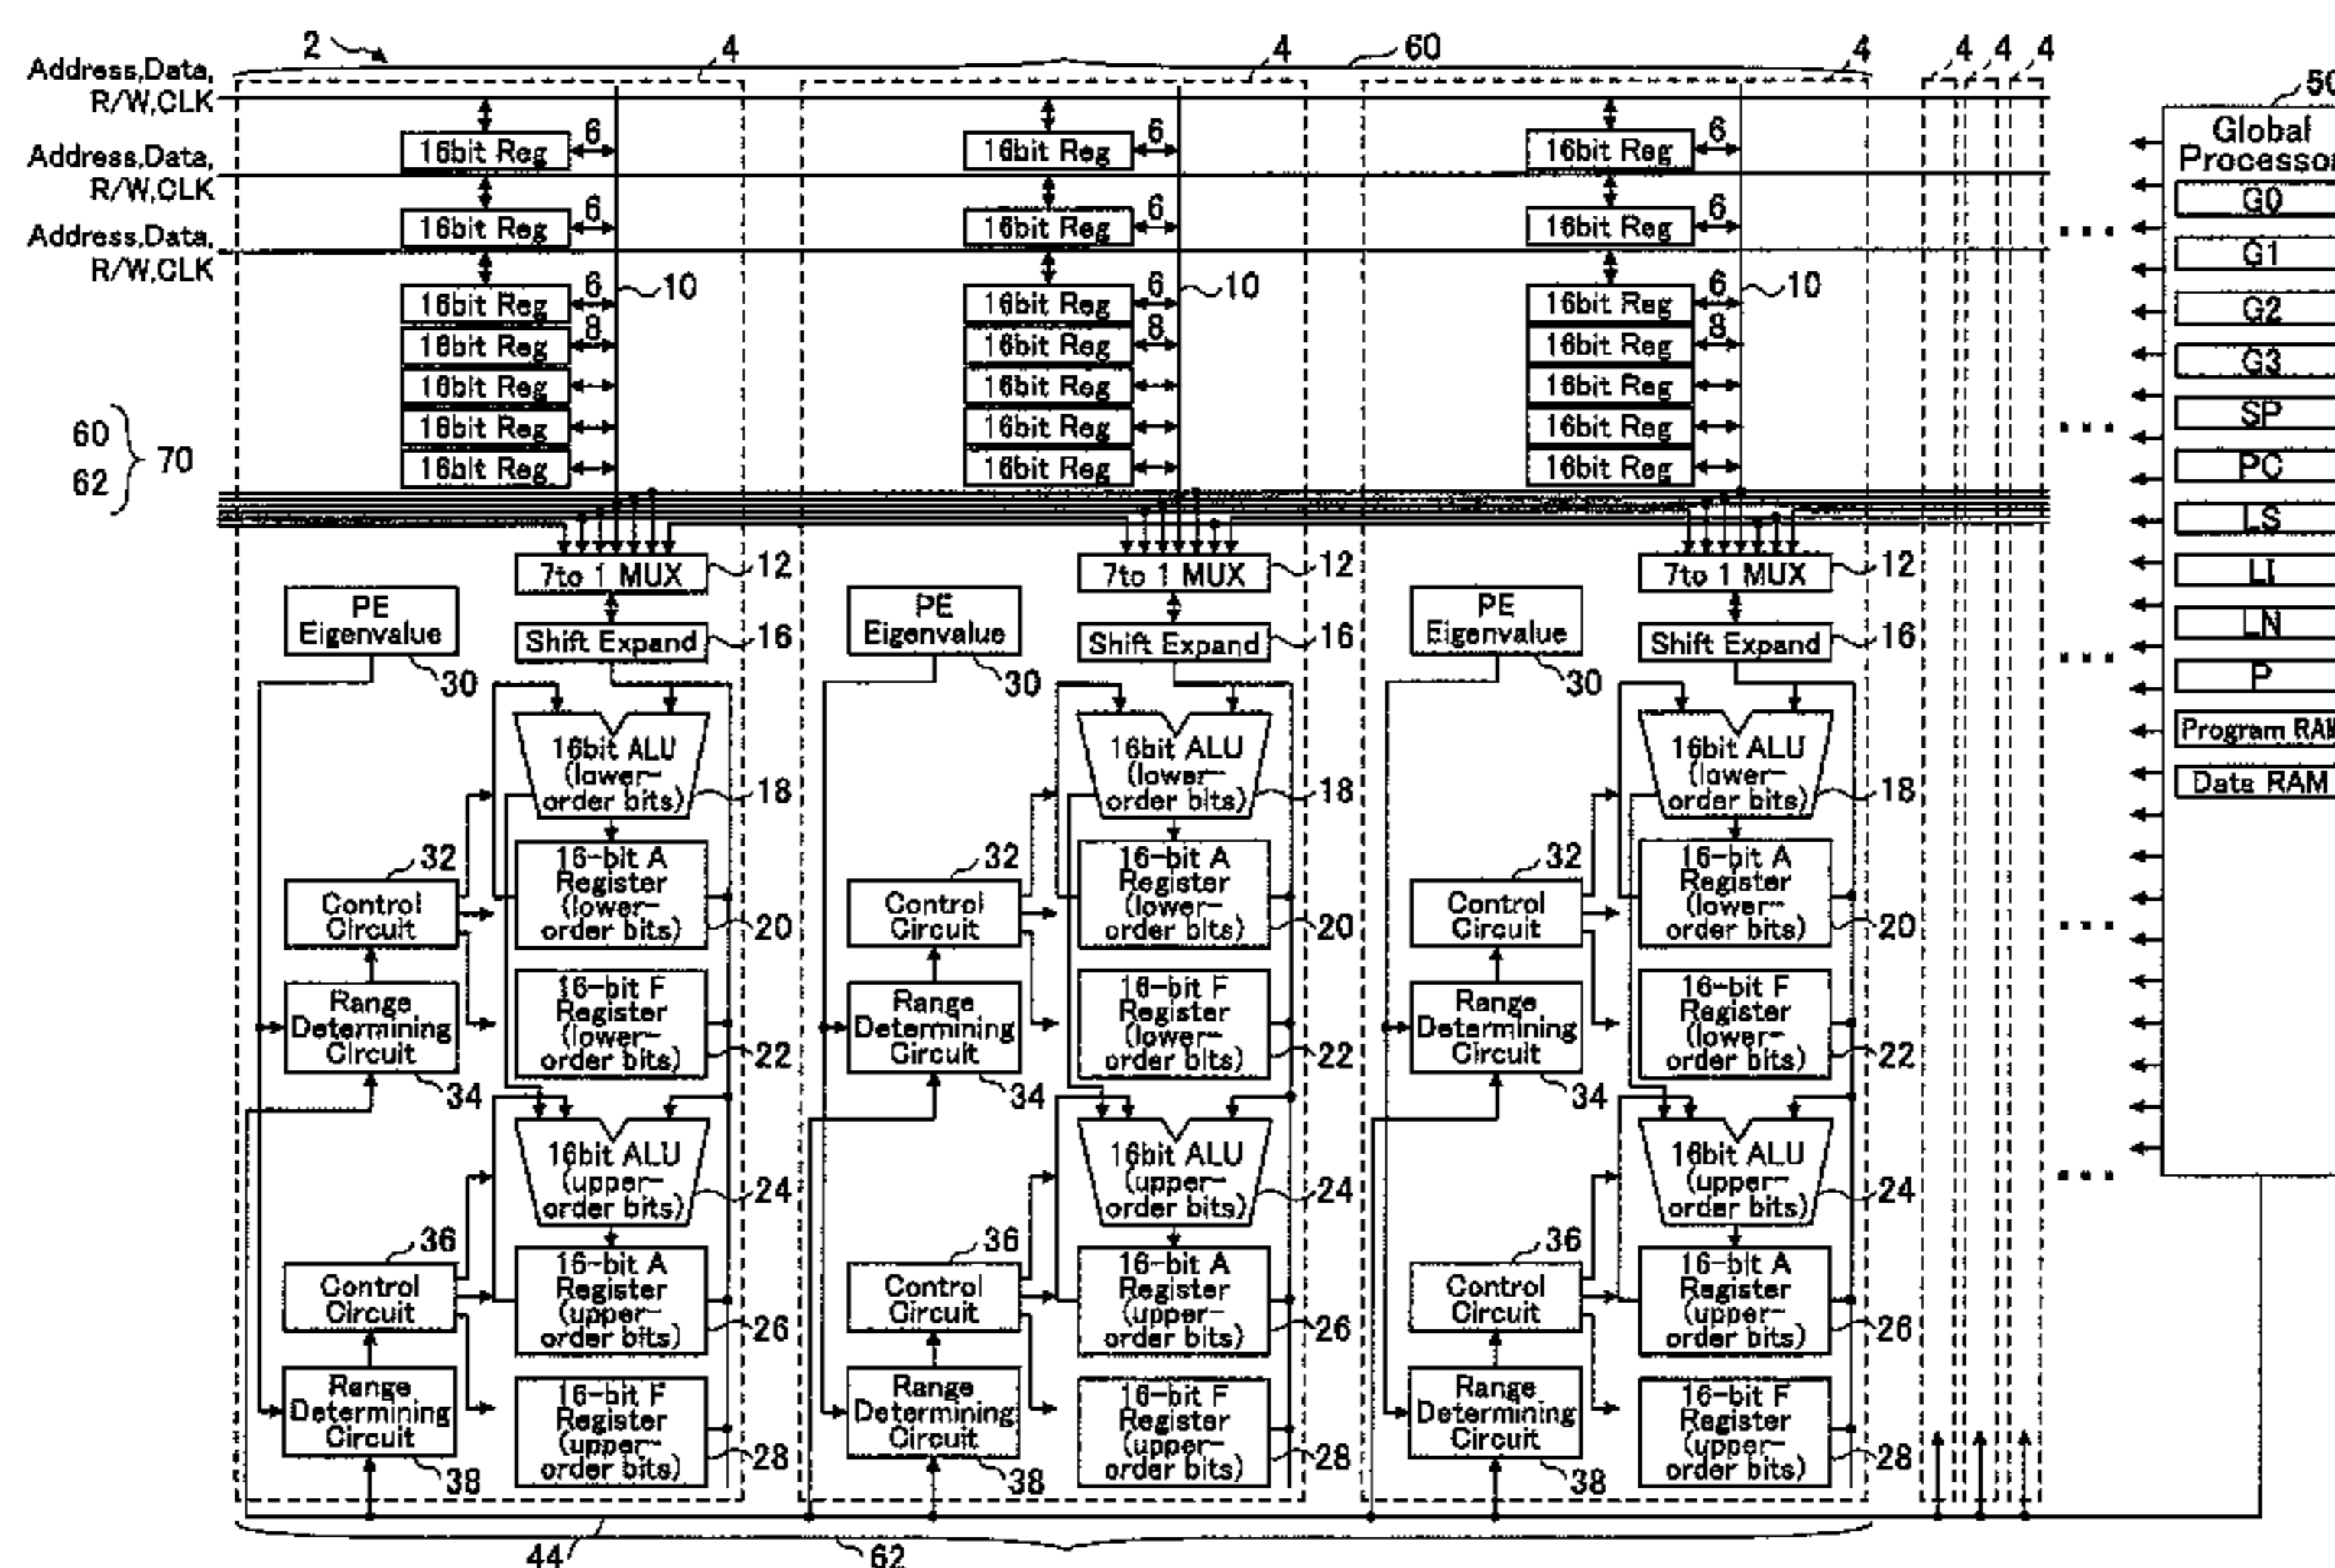 2
4
4
60
4
4
4
4
Address,Data,
R/W,CLK
Address,Data,
R/W,CLK
Address,Data,
R/W,CLK
16bit Reg
6
16bit Reg
6
16bit Reg
6
16bit Reg
6
16bit Reg
6
16bit Reg
6
16bit Reg
6
10
16bit Reg
6
10
16bit Reg
6
10
16bit Reg
8
16bit Reg
8
16bit Reg
8
16bit Reg
16bit Reg
16bit Reg
16bit Reg
16bit Reg
16bit Reg
16bit Reg
16bit Reg
16bit Reg
60
62
70
7to 1 MUX
12
7to 1 MUX
12
7to 1 MUX
12
PE
Eigenvalue
30
PE
Eigenvalue
30
PE
Eigenvalue
30
Shift Expand
16
Shift Expand
16
Shift Expand
16
16bit ALU
(lower-
order bits)
18
16bit ALU
(lower-
order bits)
18
16bit ALU
(lower-
order bits)
18
32
Control
Circuit
32
Control
Circuit
32
Control
Circuit
16-bit A
Register
(lower-
order bits)
20
16-bit A
Register
(lower-
order bits)
20
16-bit A
Register
(lower-
order bits)
20
Range
Determining
Circuit
34
Range
Determining
Circuit
34
Range
Determining
Circuit
34
16-bit F
Register
(lower-
order bits)
22
16-bit F
Register
(lower-
order bits)
22
16-bit F
Register
(lower-
order bits)
22
16bit ALU
(upper-
order bits)
24
16bit ALU
(upper-
order bits)
24
16bit ALU
(upper-
order bits)
24
36
Control
Circuit
36
Control
Circuit
36
Control
Circuit
16-bit A
Register
(upper-
order bits)
26
16-bit A
Register
(upper-
order bits)
26
16-bit A
Register
(upper-
order bits)
26
Range
Determining
Circuit
38
Range
Determining
Circuit
38
Range
Determining
Circuit
38
16-bit F
Register
(upper-
order bits)
28
16-bit F
Register
(upper-
order bits)
28
16-bit F
Register
(upper-
order bits)
28
44
62
Global
G0
G1
G2
G3
SP
PC
LS
LI
LN
P
Program
Data RAM